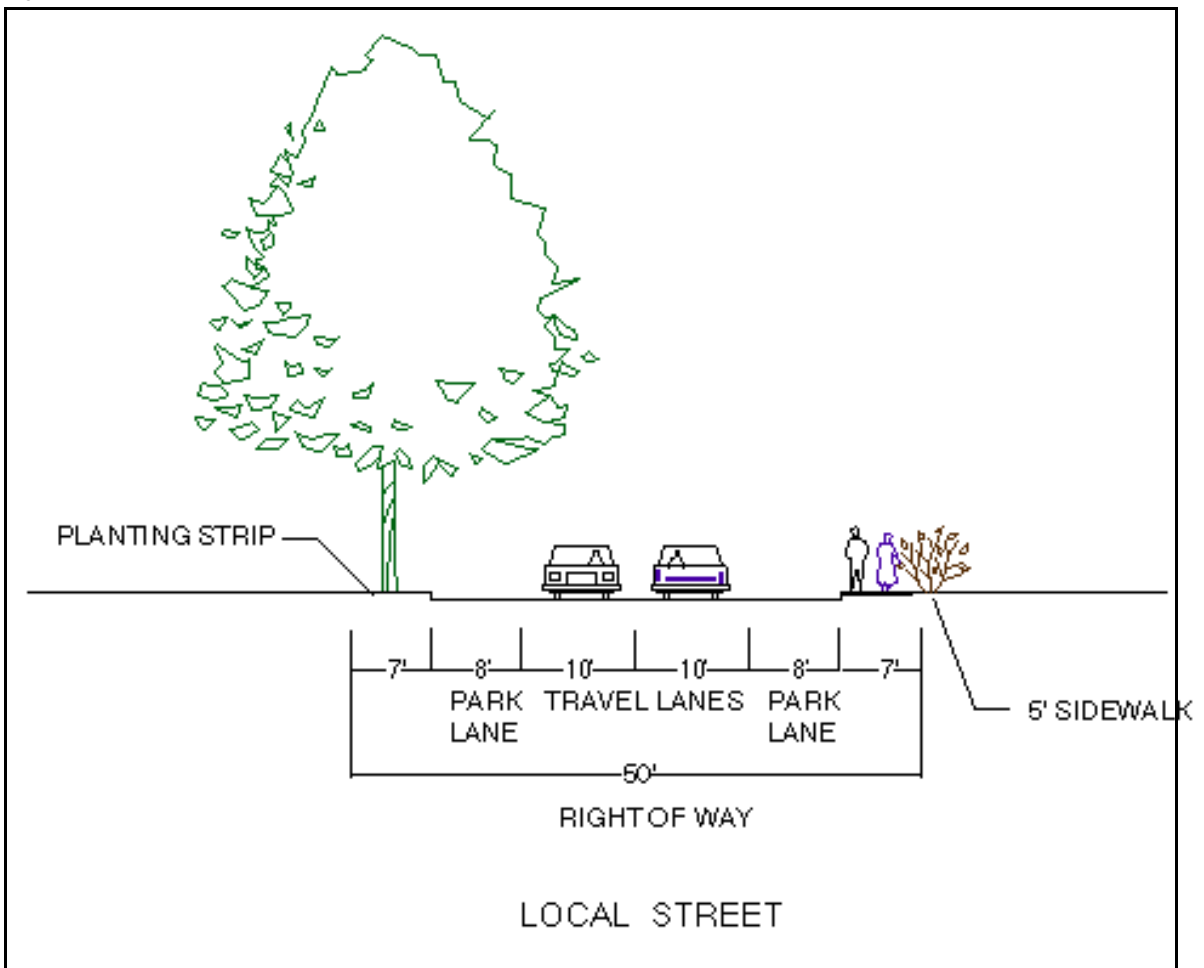 PLANTING STRIP
7' 8' 10' 10' 8' 7'
PARK LANE TRAVEL LANES PARK LANE
5' SIDEWALK
50'
RIGHT OF WAY
LOCAL STREET